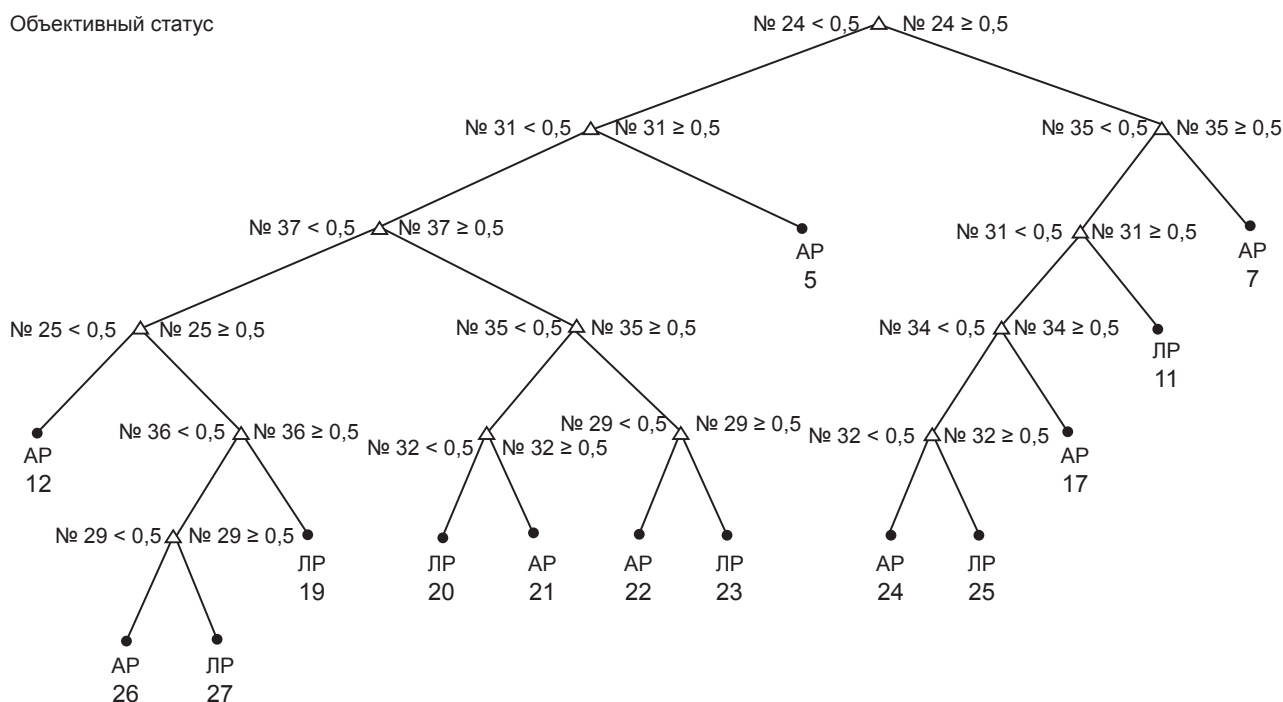 Объективный статус
№ 24 < 0,5 № 24 ≥ 0,5
№ 31 < 0,5 № 31 ≥ 0,5
№ 35 < 0,5 № 35 ≥ 0,5
№ 37 < 0,5 № 37 ≥ 0,5
АР
5
№ 31 < 0,5 № 31 ≥ 0,5
АР
7
№ 25 < 0,5 № 25 ≥ 0,5
№ 35 < 0,5 № 35 ≥ 0,5
№ 34 < 0,5 № 34 ≥ 0,5
ЛР
11
АР
12
№ 36 < 0,5 № 36 ≥ 0,5
№ 32 < 0,5 № 32 ≥ 0,5
№ 29 < 0,5 № 29 ≥ 0,5
№ 32 < 0,5 № 32 ≥ 0,5
АР
17
№ 29 < 0,5 № 29 ≥ 0,5
ЛР
19
ЛР
20
АР
21
АР
22
ЛР
23
АР
24
ЛР
25
АР
26
ЛР
27